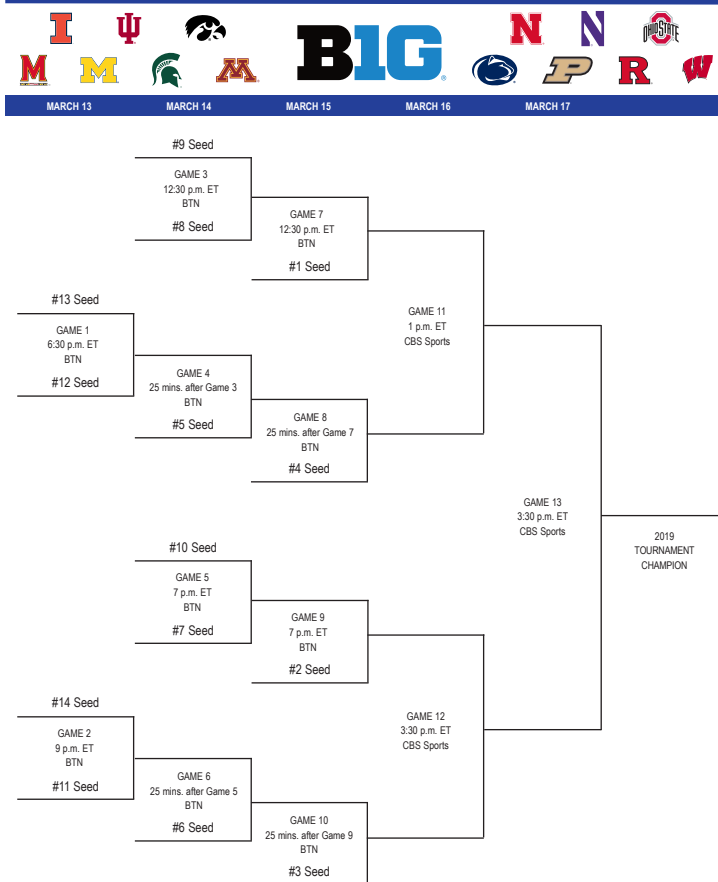 I
IU
N
N
OHIO STATE
M
M
M
B1G
P
R
W
MARCH 13
MARCH 14
MARCH 15
MARCH 16
MARCH 17
#9 Seed
GAME 3
12:30 p.m. ET
BTN
#8 Seed
GAME 7
12:30 p.m. ET
BTN
#1 Seed
GAME 11
1 p.m. ET
CBS Sports
#13 Seed
GAME 1
6:30 p.m. ET
BTN
#12 Seed
GAME 4
25 mins. after Game 3
BTN
#5 Seed
GAME 8
25 mins. after Game 7
BTN
#4 Seed
GAME 13
3:30 p.m. ET
CBS Sports
2019
TOURNAMENT
CHAMPION
#10 Seed
GAME 5
7 p.m. ET
BTN
#7 Seed
GAME 9
7 p.m. ET
BTN
#2 Seed
GAME 12
3:30 p.m. ET
CBS Sports
#14 Seed
GAME 2
9 p.m. ET
BTN
#11 Seed
GAME 6
25 mins. after Game 5
BTN
#6 Seed
GAME 10
25 mins. after Game 9
BTN
#3 Seed